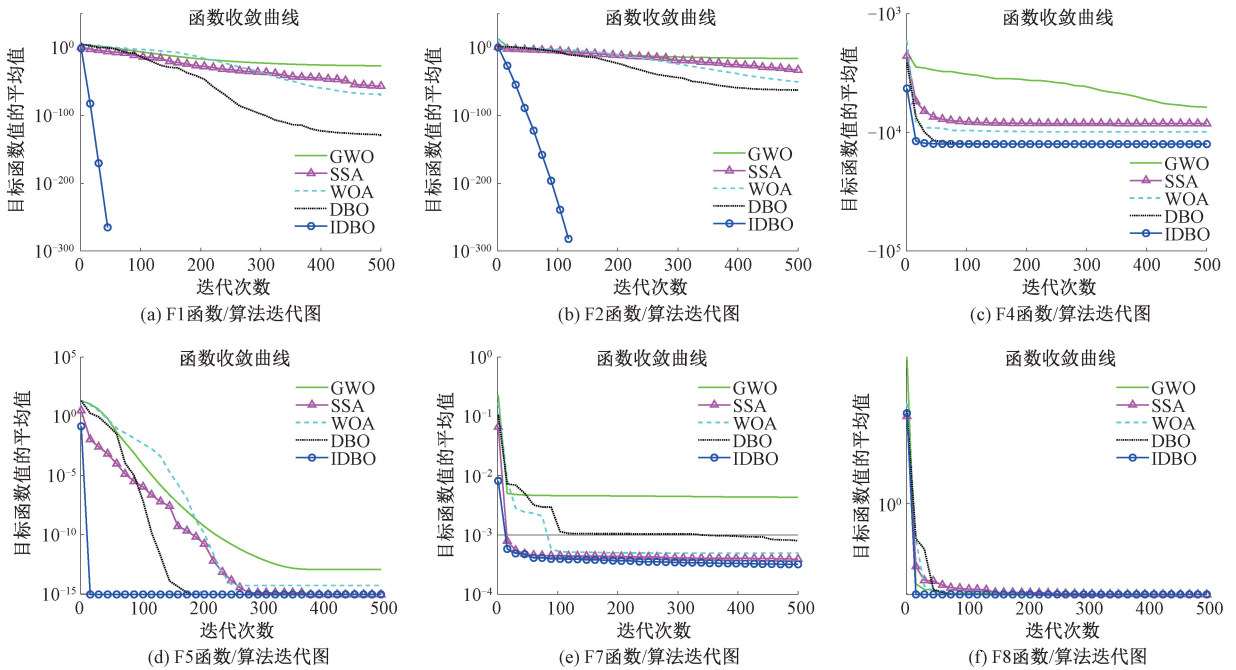 函数收敛曲线
10^0
10^-100
10^-200
10^-300
目标函数值的平均值
GWO
SSA
WOA
DBO
IDBO
0 100 200 300 400 500
迭代次数
(a) F1函数/算法迭代图
函数收敛曲线
10^0
10^-100
10^-200
10^-300
目标函数值的平均值
GWO
SSA
WOA
DBO
IDBO
0 100 200 300 400 500
迭代次数
(b) F2函数/算法迭代图
函数收敛曲线
-10^3
-10^4
-10^5
目标函数值的平均值
GWO
SSA
WOA
DBO
IDBO
0 100 200 300 400 500
迭代次数
(c) F4函数/算法迭代图
函数收敛曲线
10^5
10^0
10^-5
10^-10
10^-15
目标函数值的平均值
GWO
SSA
WOA
DBO
IDBO
0 100 200 300 400 500
迭代次数
(d) F5函数/算法迭代图
函数收敛曲线
10^0
10^-1
10^-2
10^-3
10^-4
目标函数值的平均值
GWO
SSA
WOA
DBO
IDBO
0 100 200 300 400 500
迭代次数
(e) F7函数/算法迭代图
函数收敛曲线
10^0
目标函数值的平均值
GWO
SSA
WOA
DBO
IDBO
0 100 200 300 400 500
迭代次数
(f) F8函数/算法迭代图